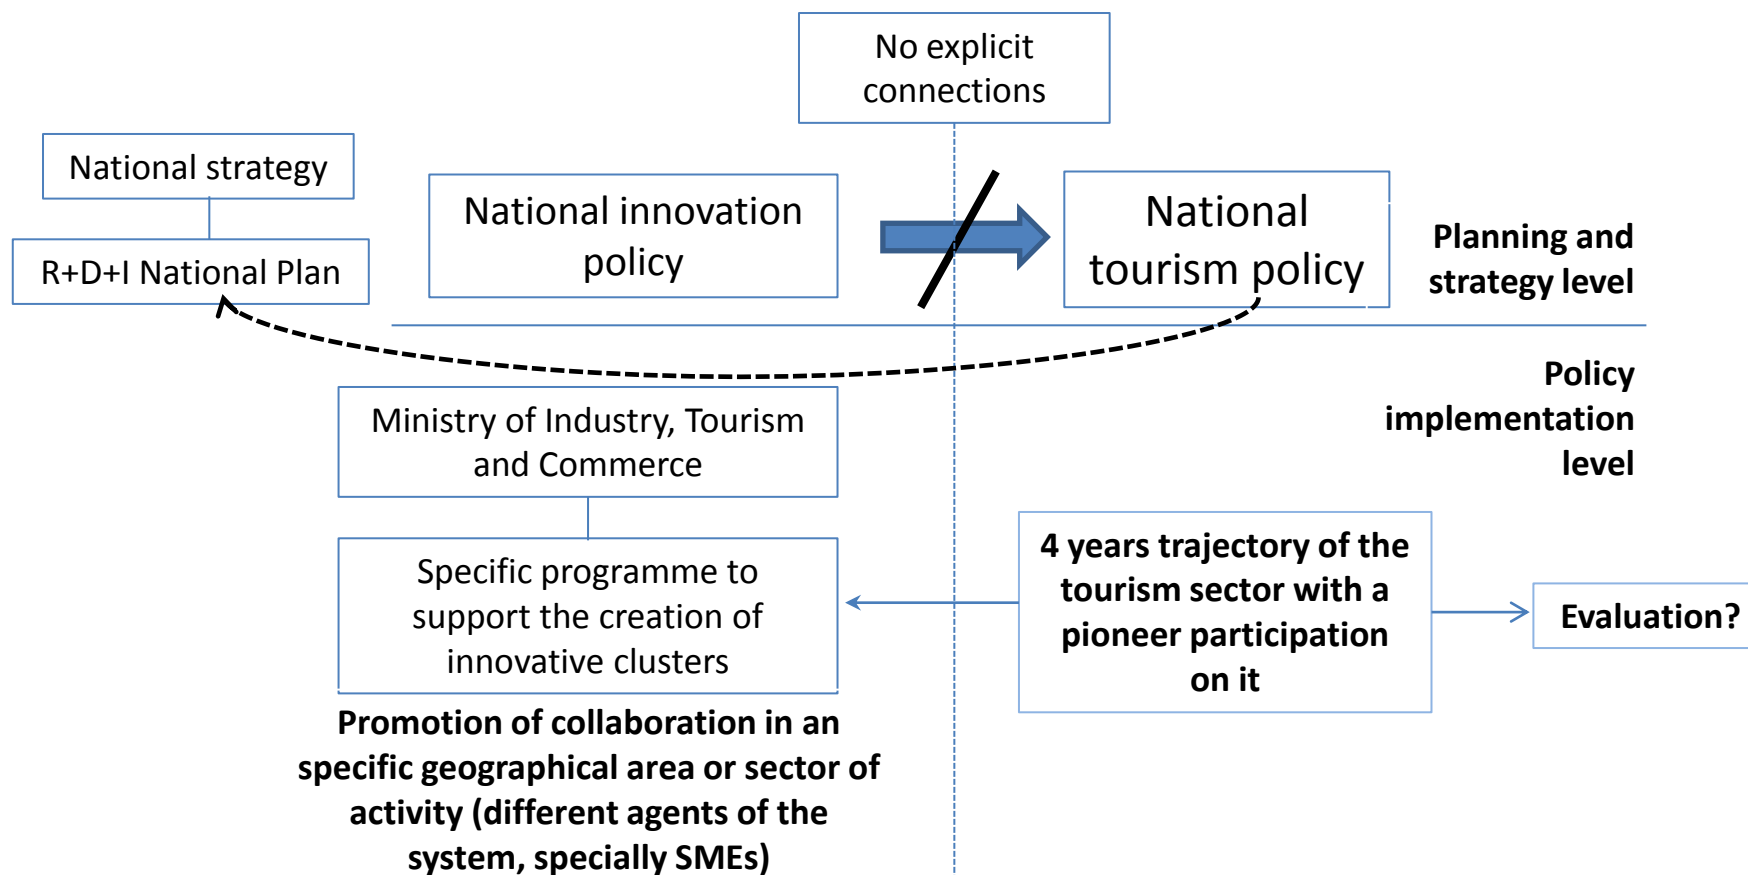 No explicit
connections
National strategy
R+D+I National Plan
National innovation
policy
National
tourism policy
Planning and
strategy level
Policy
implementation
level
Ministry of Industry, Tourism
and Commerce
Specific programme to
support the creation of
innovative clusters
4 years trajectory of the
tourism sector with a
pioneer participation
on it
Evaluation?
Promotion of collaboration in an
specific geographical area or sector of
activity (different agents of the
system, specially SMEs)